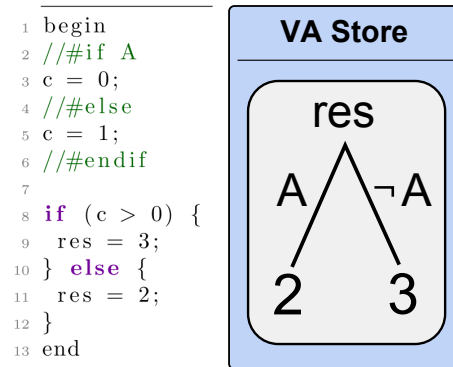 1 begin
2 //#if A
3 c = 0;
4 //#else
5 c = 1;
6 //#endif
7
8 if (c > 0) {
9 res = 3;
10 } else {
11 res = 2;
12 }
13 end
VA Store
res
A ¬A
2 3